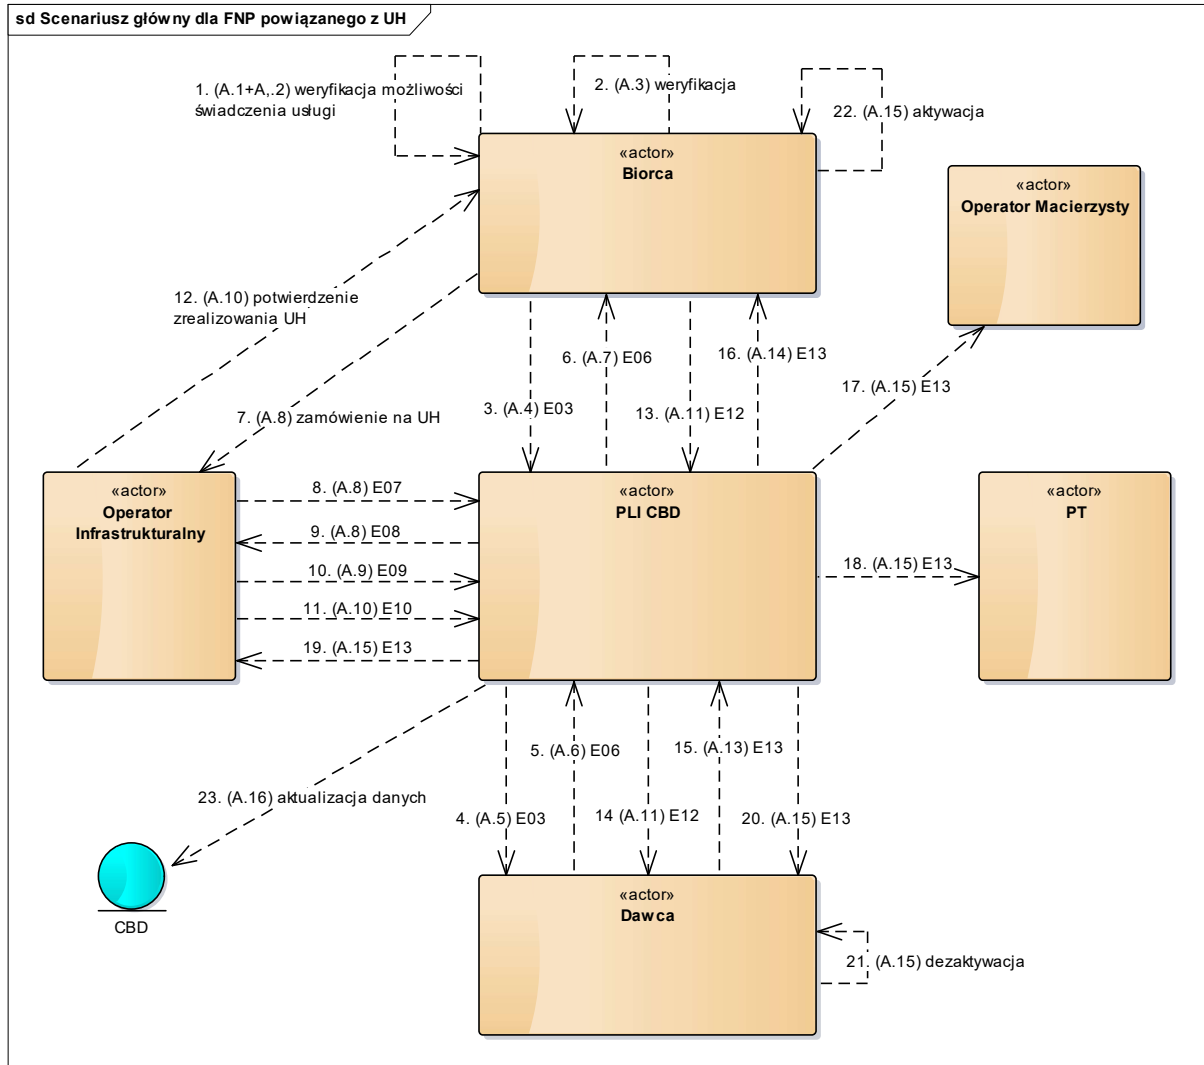 sd Scenariusz główny dla FNP powiązanego z UH
1. (A.1+A,.2) weryfikacja możliwości
świadczenia usługi
2. (A.3) weryfikacja
22. (A.15) aktywacja
«actor»
Biorca
«actor»
Operator Macierzysty
12. (A.10) potwierdzenie
zrealizowania UH
6. (A.7) E06
16. (A.14) E13
17. (A.15) E13
3. (A.4) E03
13. (A.11) E12
7. (A.8) zamówienie na UH
«actor»
Operator
Infrastrukturalny
8. (A.8) E07
9. (A.8) E08
10. (A.9) E09
11. (A.10) E10
19. (A.15) E13
«actor»
PLI CBD
18. (A.15) E13
«actor»
PT
5. (A.6) E06
15. (A.13) E13
23. (A.16) aktualizacja danych
4. (A.5) E03
14 (A.11) E12
20. (A.15) E13
CBD
«actor»
Dawca
21. (A.15) dezaktywacja